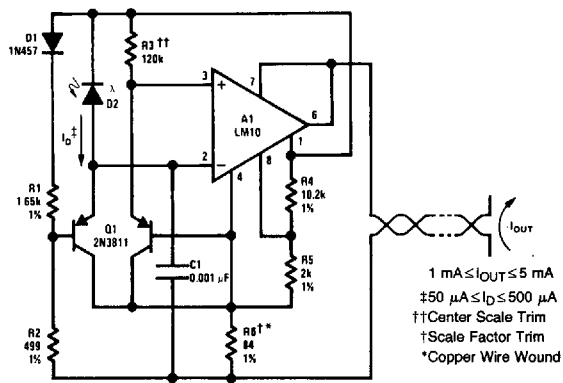 D1
1N457
R3 ††
120k
λ
D2
I_D‡
3
+
7
A1
LM10
6
1
2
−
4
8
R1
1 65k
1%
R4
10.2k
1%
Q1
2N3811
C1
0.001 µF
R5
2k
1%
R2
499
1%
R6†*
84
1%
I_OUT
1 mA ≤ I_OUT ≤ 5 mA
‡50 µA ≤ I_D ≤ 500 µA
††Center Scale Trim
†Scale Factor Trim
*Copper Wire Wound